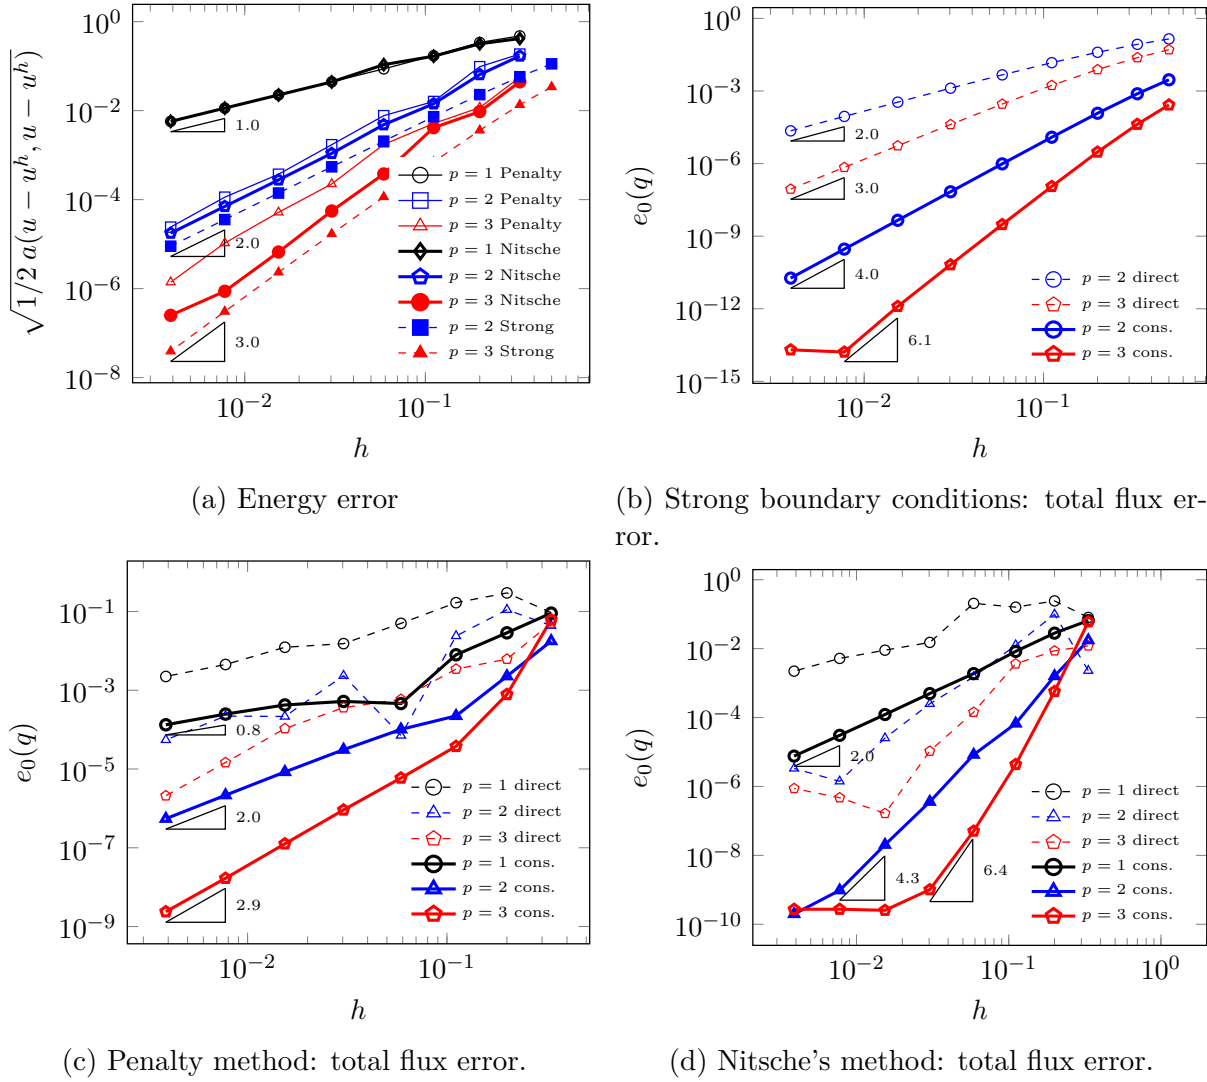 √1/2 a(u − u^h, u − u^h)
10^0
10^−2
10^−4
10^−6
10^−8
1.0
2.0
3.0
p = 1 Penalty
p = 2 Penalty
p = 3 Penalty
p = 1 Nitsche
p = 2 Nitsche
p = 3 Nitsche
p = 2 Strong
p = 3 Strong
10^−2 10^−1
h
(a) Energy error
e_0(q)
10^0
10^−3
10^−6
10^−9
10^−12
10^−15
2.0
3.0
4.0
6.1
p = 2 direct
p = 3 direct
p = 2 cons.
p = 3 cons.
10^−2 10^−1
h
(b) Strong boundary conditions: total flux er-
ror.
e_0(q)
10^−1
10^−3
10^−5
10^−7
10^−9
0.8
2.0
2.9
p = 1 direct
p = 2 direct
p = 3 direct
p = 1 cons.
p = 2 cons.
p = 3 cons.
10^−2 10^−1
h
(c) Penalty method: total flux error.
e_0(q)
10^0
10^−2
10^−4
10^−6
10^−8
10^−10
2.0
4.3
6.4
p = 1 direct
p = 2 direct
p = 3 direct
p = 1 cons.
p = 2 cons.
p = 3 cons.
10^−2 10^−1 10^0
h
(d) Nitsche's method: total flux error.